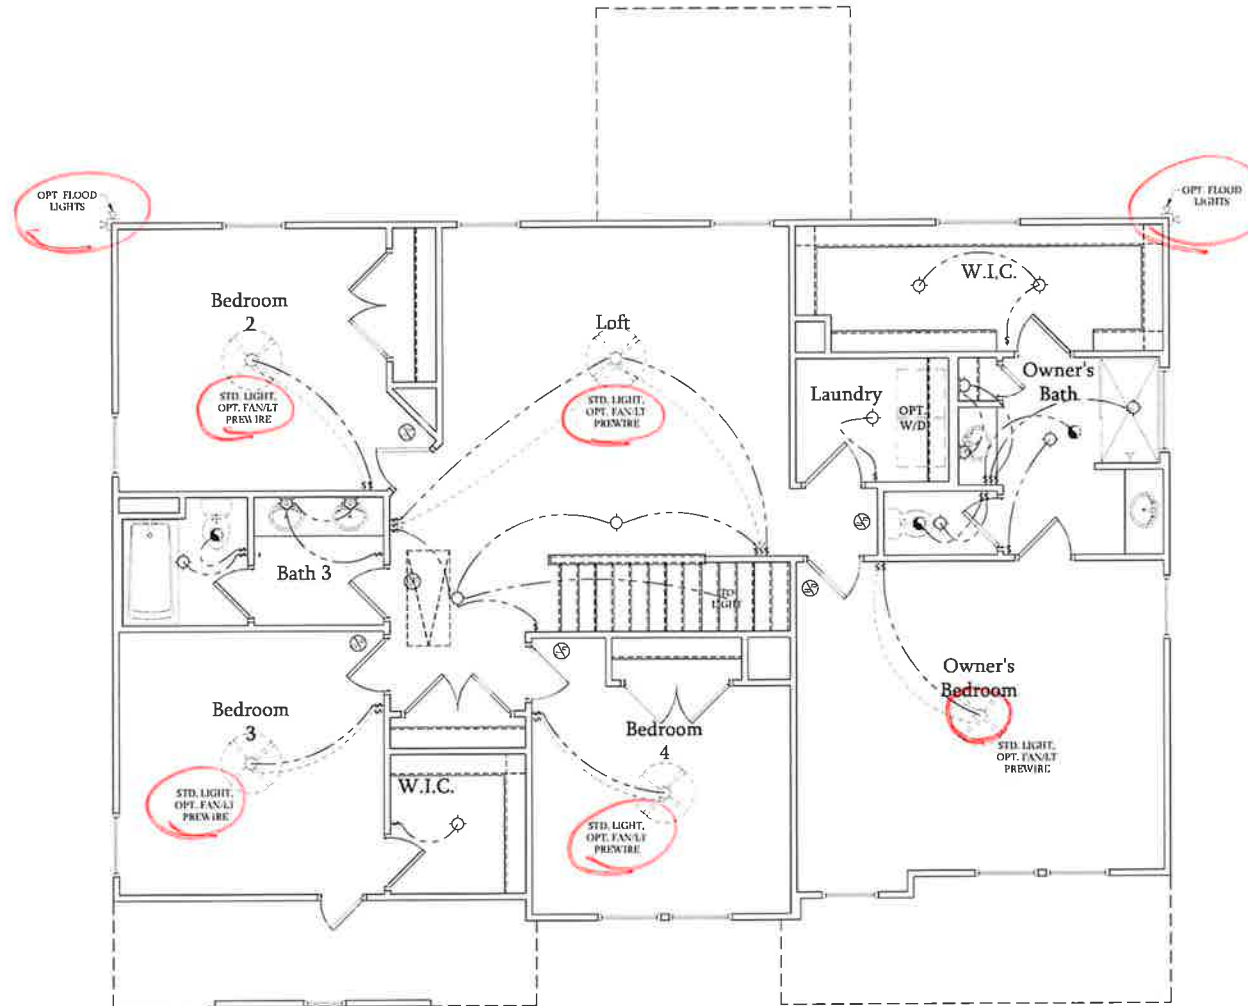 OPT. FLOOD
LIGHTS
OPT. FLOOD
LIGHTS
W.I.C.
Bedroom
2
Loft
Owner's
Bath
Laundry
STD. LIGHT,
OPT. FAN/LT
PREWIRE
STD. LIGHT,
OPT. FAN/LT
PREWIRE
OPT.
W/D
Bath 3
TO
LIGHT
Owner's
Bedroom
Bedroom
3
Bedroom
4
STD. LIGHT,
OPT. FAN/LT
PREWIRE
W.I.C.
STD. LIGHT,
OPT. FAN/LT
PREWIRE
STD. LIGHT,
OPT. FAN/LT
PREWIRE